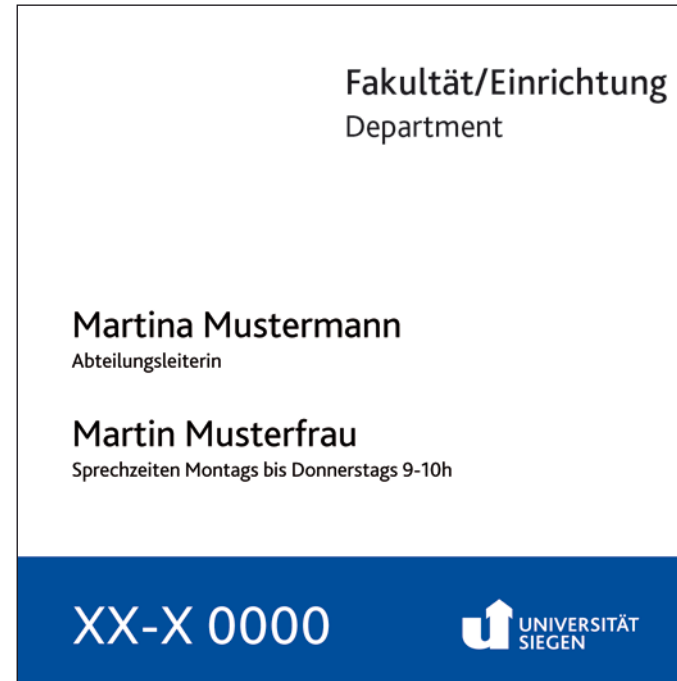 Fakultät/Einrichtung
Department
Martina Mustermann
Abteilungsleiterin
Martin Musterfrau
Sprechzeiten Montags bis Donnerstags 9-10h
XX-X 0000
UNIVERSITÄT
SIEGEN